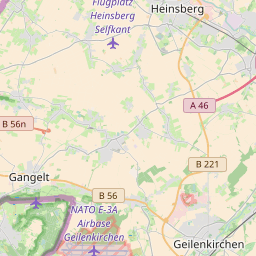 Flugplatz
Heinsberg
Selfkant
Heinsberg
A 46
B 56n
B 221
Gangelt
B 56
NATO E-3A
Airbase
Geilenkirchen
Geilenkirchen